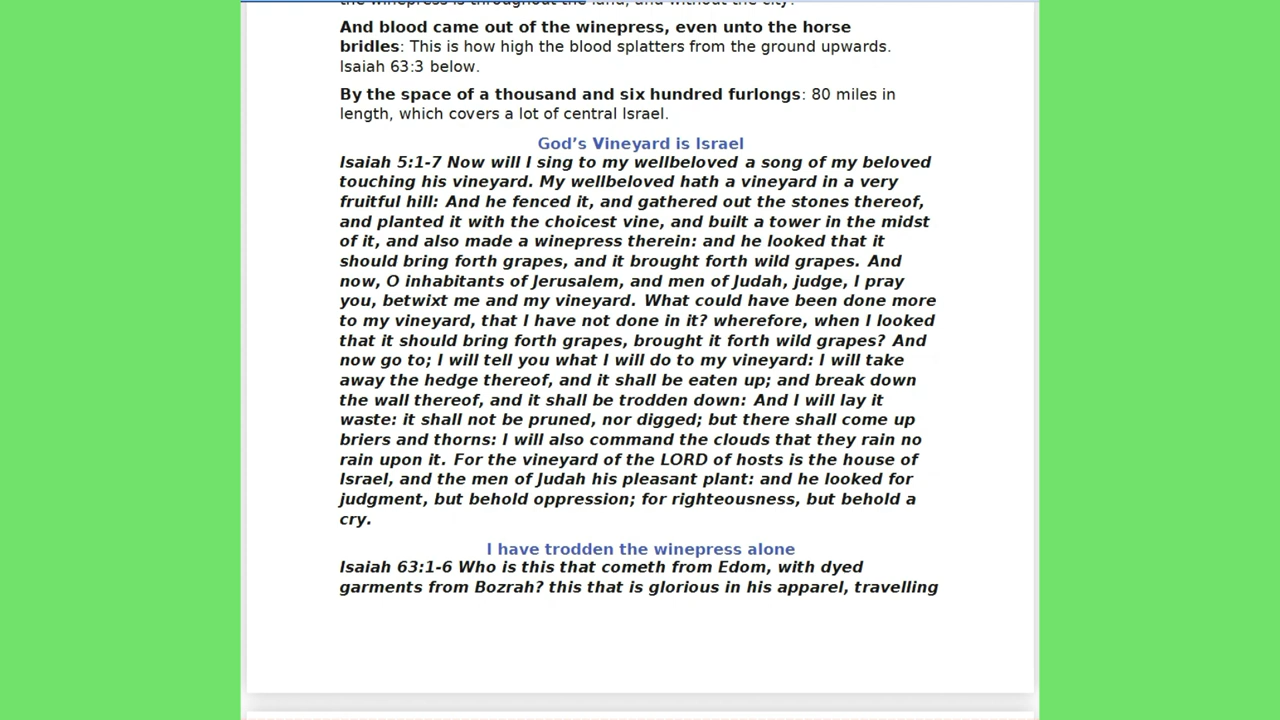 the winepress is throughout the land, and without the city.
And blood came out of the winepress, even unto the horse
bridles: This is how high the blood splatters from the ground upwards.
Isaiah 63:3 below.
By the space of a thousand and six hundred furlongs: 80 miles in
length, which covers a lot of central Israel.
God’s Vineyard is Israel
Isaiah 5:1-7 Now will I sing to my wellbeloved a song of my beloved
touching his vineyard. My wellbeloved hath a vineyard in a very
fruitful hill: And he fenced it, and gathered out the stones thereof,
and planted it with the choicest vine, and built a tower in the midst
of it, and also made a winepress therein: and he looked that it
should bring forth grapes, and it brought forth wild grapes. And
now, O inhabitants of Jerusalem, and men of Judah, judge, I pray
you, betwixt me and my vineyard. What could have been done more
to my vineyard, that I have not done in it? wherefore, when I looked
that it should bring forth grapes, brought it forth wild grapes? And
now go to; I will tell you what I will do to my vineyard: I will take
away the hedge thereof, and it shall be eaten up; and break down
the wall thereof, and it shall be trodden down: And I will lay it
waste: it shall not be pruned, nor digged; but there shall come up
briers and thorns: I will also command the clouds that they rain no
rain upon it. For the vineyard of the LORD of hosts is the house of
Israel, and the men of Judah his pleasant plant: and he looked for
judgment, but behold oppression; for righteousness, but behold a
cry.
I have trodden the winepress alone
Isaiah 63:1-6 Who is this that cometh from Edom, with dyed
garments from Bozrah? this that is glorious in his apparel, travelling